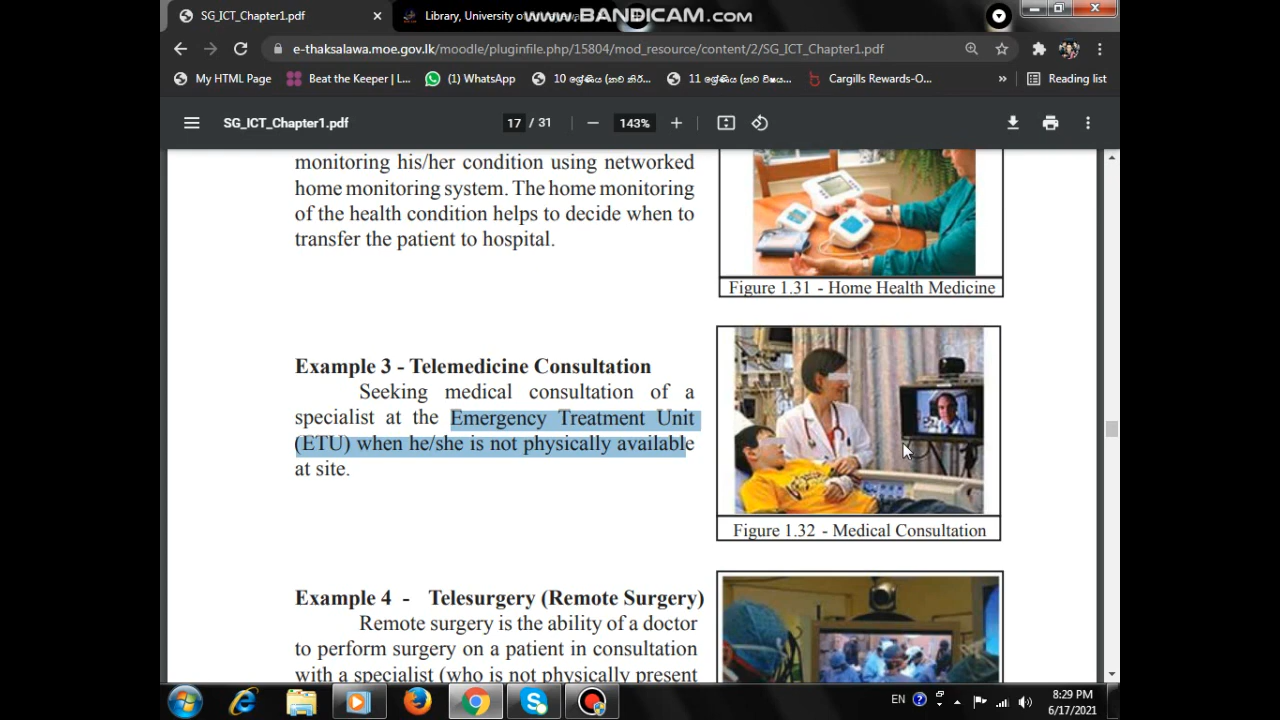 SG_ICT_Chapter1.pdf
Library, University of
www.BANDICAM.com
e-thaksalawa.moe.gov.lk/moodle/pluginfile.php/15804/mod_resource/content/2/SG_ICT_Chapter1.pdf
My HTML Page
Beat the Keeper | L...
(1) WhatsApp
10 ශ්‍රේණිය (නව නිර්...
11 ශ්‍රේණිය (නව විෂය...
Cargills Rewards-O...
»
Reading list
SG_ICT_Chapter1.pdf
17 / 31
143%
monitoring his/her condition using networked
home monitoring system. The home monitoring
of the health condition helps to decide when to
transfer the patient to hospital.
Figure 1.31 - Home Health Medicine
Example 3 - Telemedicine Consultation
Seeking medical consultation of a
specialist at the Emergency Treatment Unit
(ETU) when he/she is not physically available
at site.
Figure 1.32 - Medical Consultation
Example 4 - Telesurgery (Remote Surgery)
Remote surgery is the ability of a doctor
to perform surgery on a patient in consultation
with a specialist (who is not physically present
EN
8:29 PM
6/17/2021